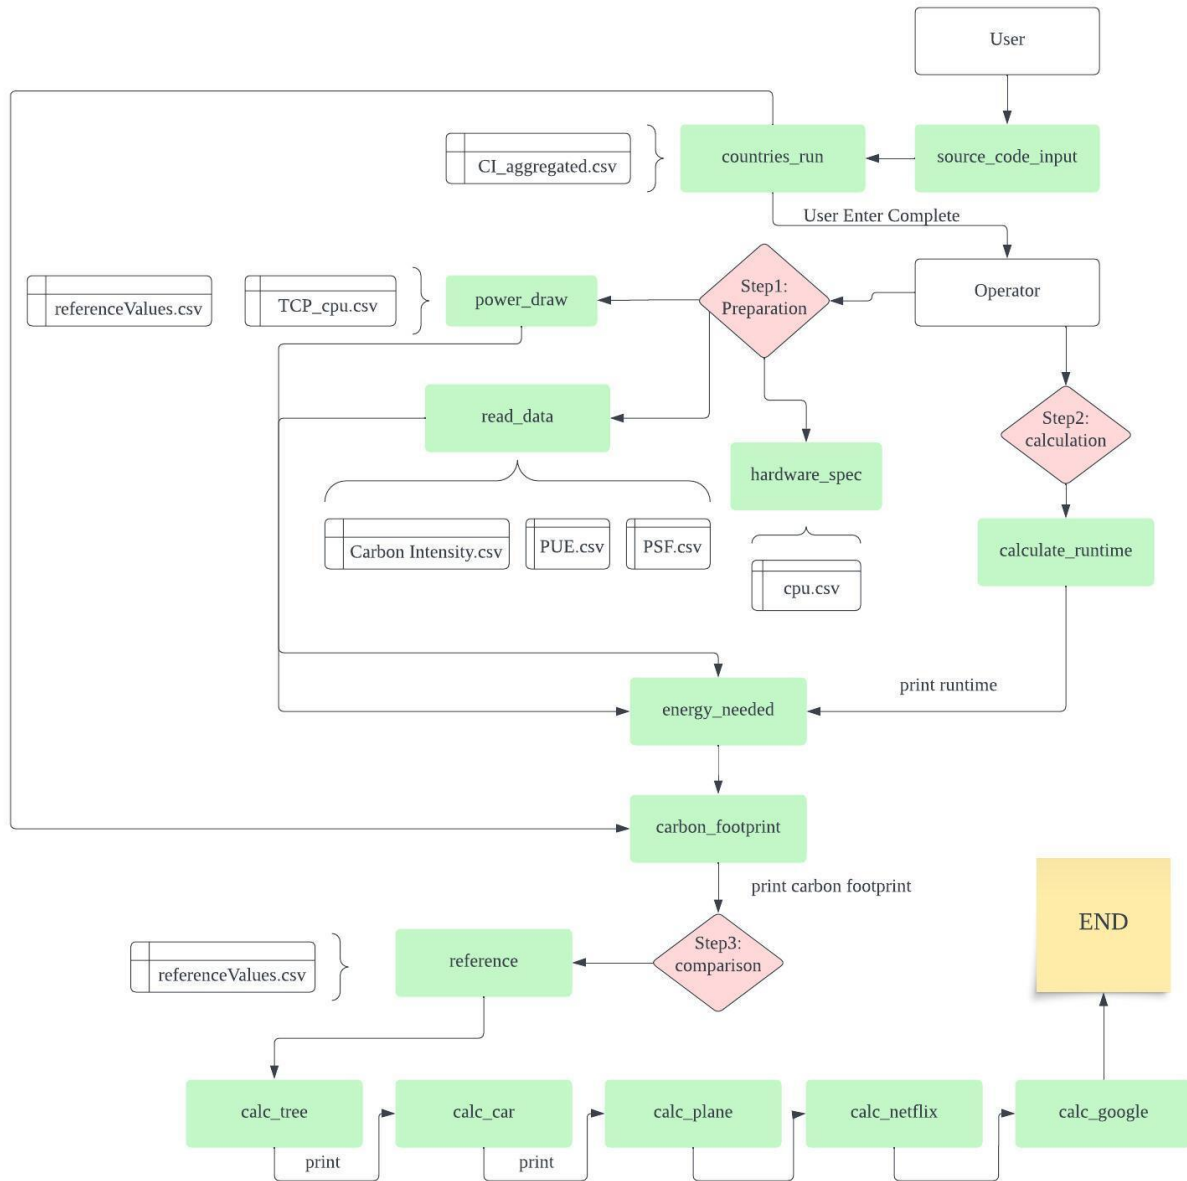 User
CI_aggregated.csv
countries_run
source_code_input
User Enter Complete
referenceValues.csv
TCP_cpu.csv
power_draw
Step1:
Preparation
Operator
read_data
Step2:
calculation
hardware_spec
Carbon Intensity.csv
PUE.csv
PSF.csv
cpu.csv
calculate_runtime
print runtime
energy_needed
carbon_footprint
print carbon footprint
END
referenceValues.csv
reference
Step3:
comparison
calc_tree
calc_car
calc_plane
calc_netflix
calc_google
print
print